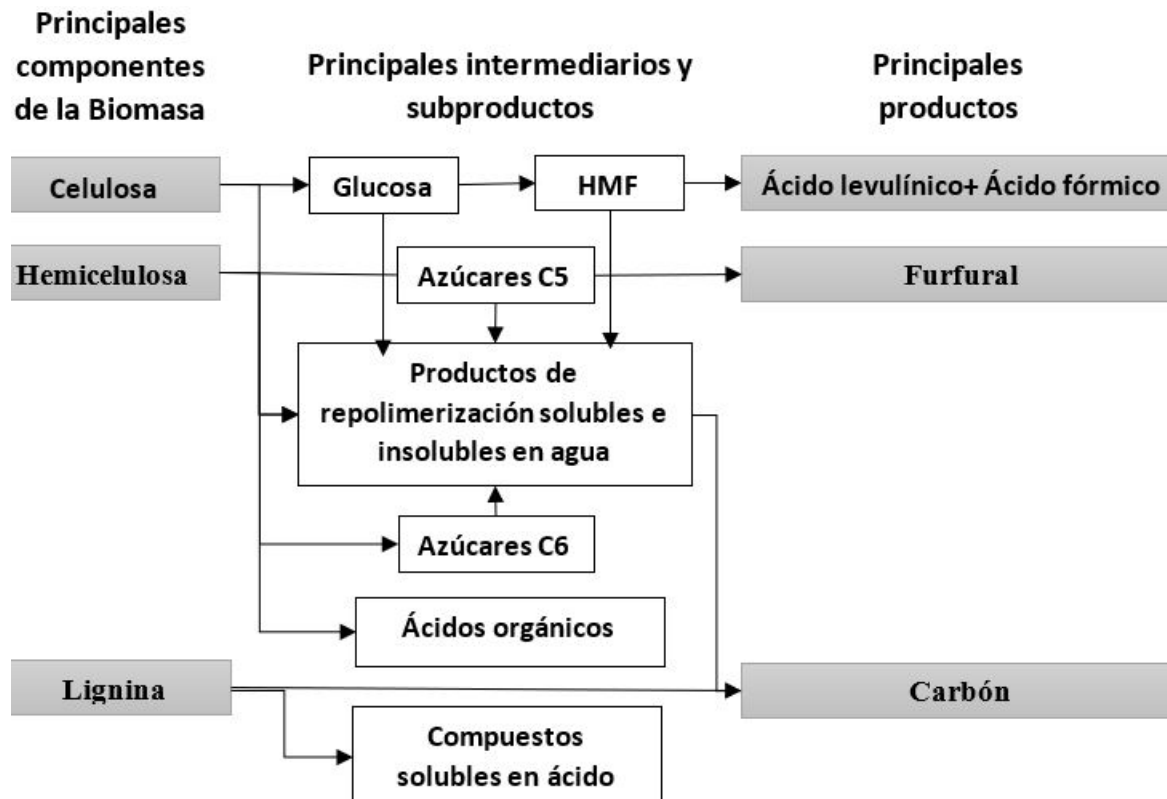 Principales
componentes
de la Biomasa
Principales intermediarios y
subproductos
Principales
productos
Celulosa
Glucosa
HMF
Ácido levulínico+ Ácido fórmico
Hemicelulosa
Azúcares C5
Furfural
Productos de
repolimerización solubles e
insolubles en agua
Azúcares C6
Ácidos orgánicos
Lignina
Carbón
Compuestos
solubles en ácido